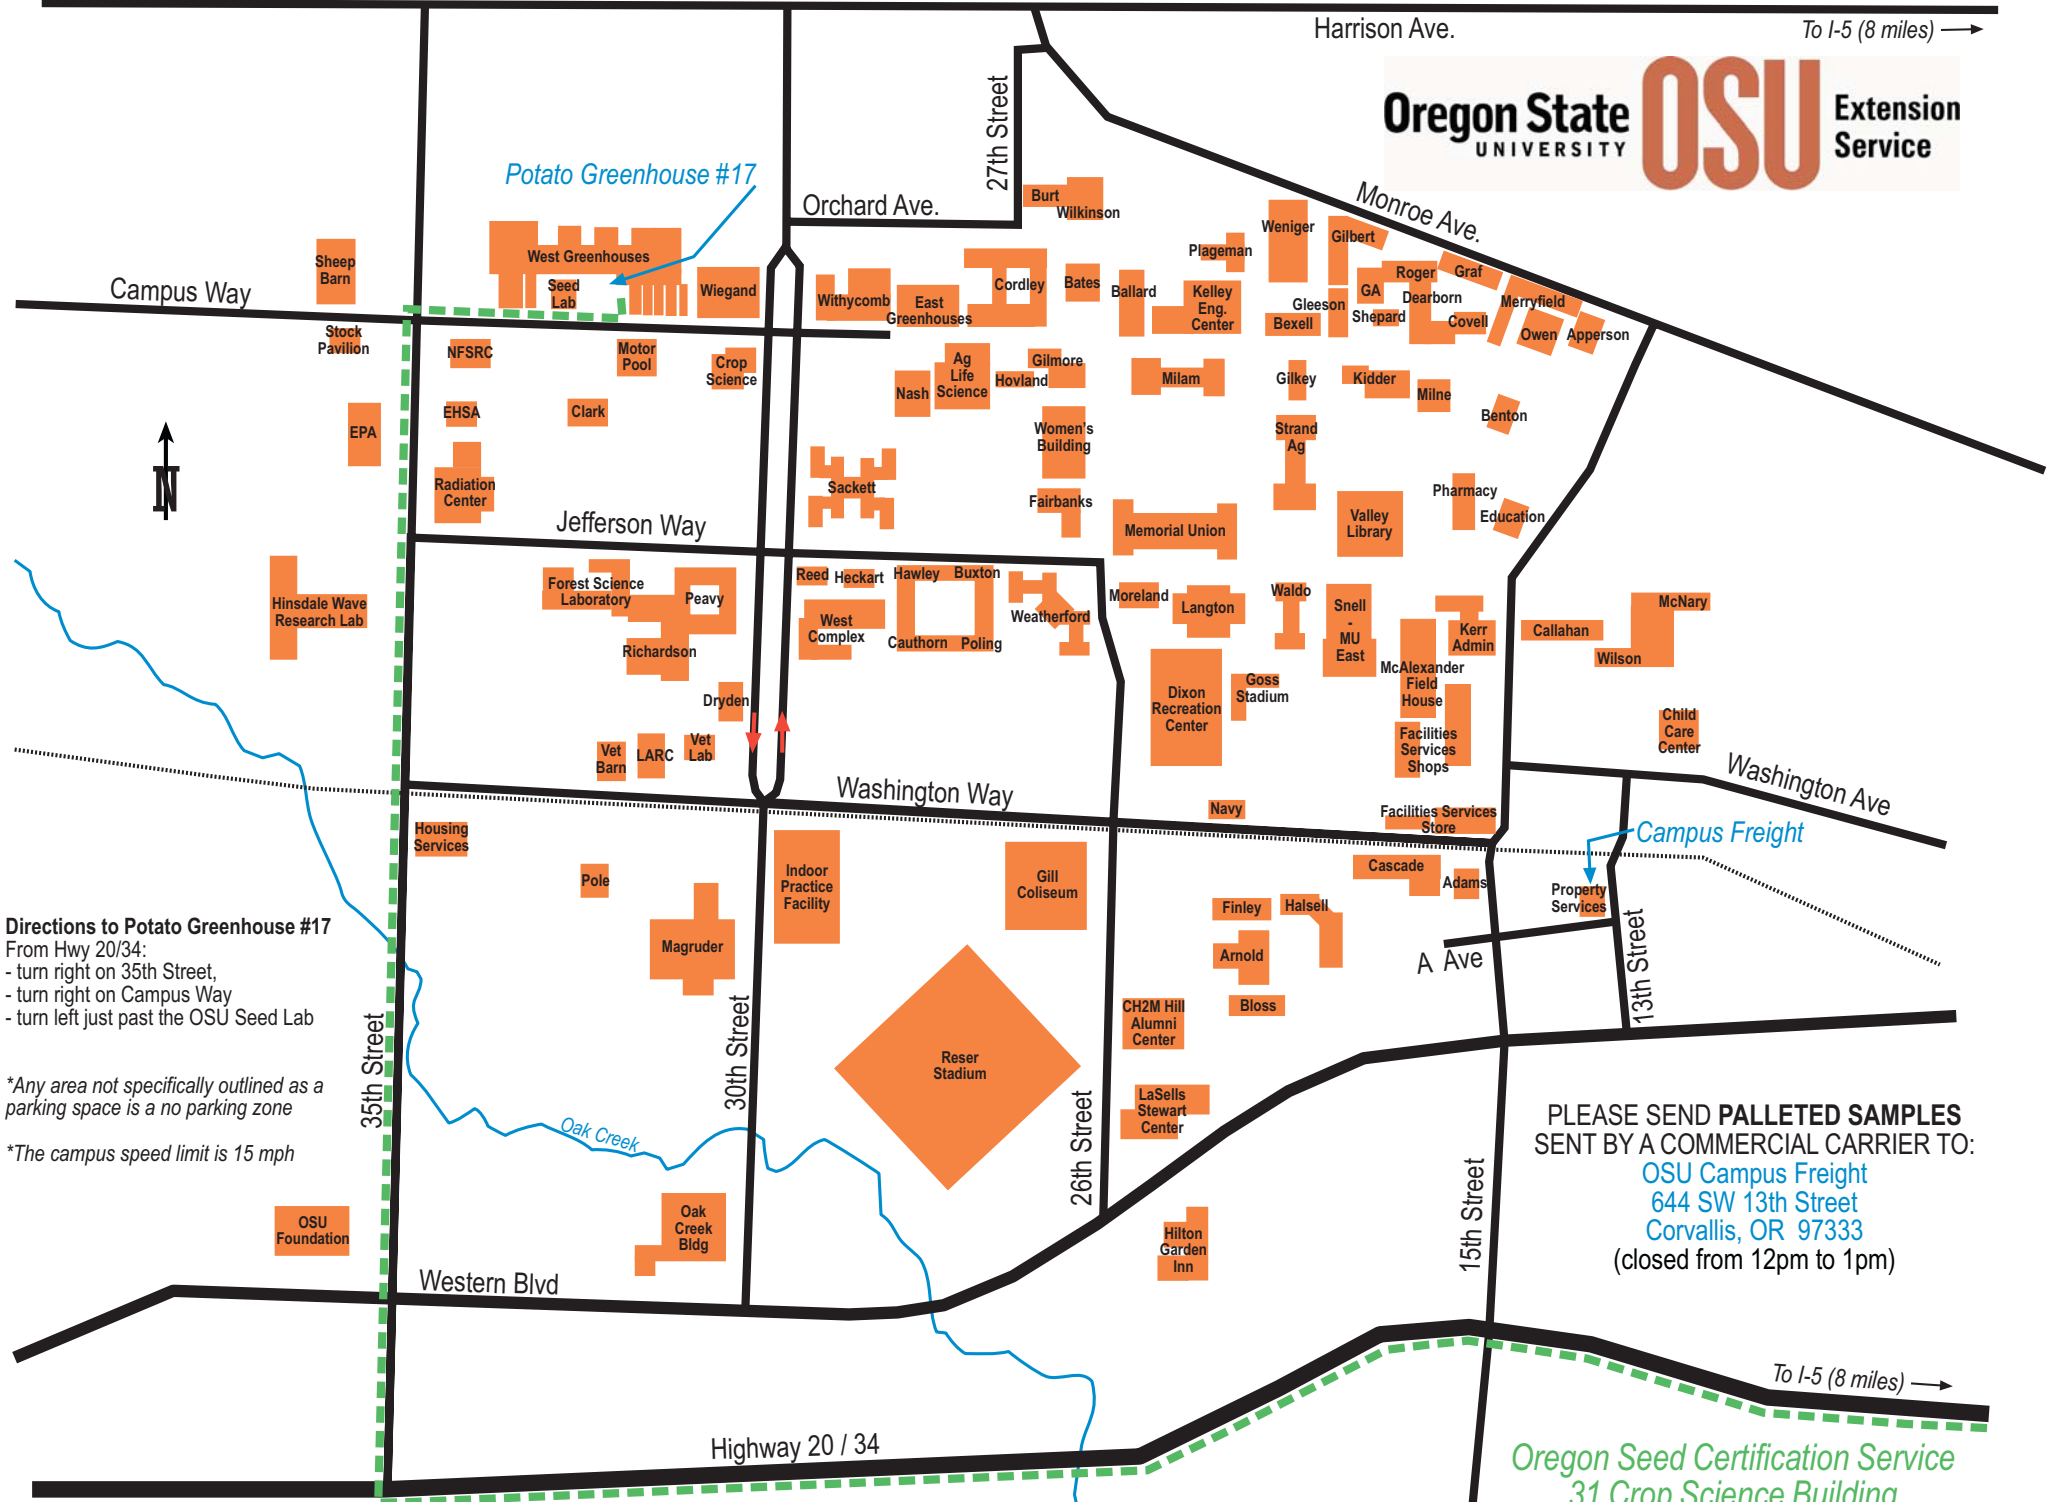 Harrison Ave.
To I-5 (8 miles)
Oregon State
UNIVERSITY
OSU
Extension
Service
27th Street
Potato Greenhouse #17
Orchard Ave.
Monroe Ave.
Burt
Wilkinson
Weniger
Gilbert
Plageman
Sheep
Barn
West Greenhouses
Seed
Lab
Wiegand
Campus Way
Withycomb
East
Greenhouses
Cordley
Bates
Ballard
Kelley
Eng.
Center
Gleeson
Bexell
GA
Shepard
Roger
Dearborn
Graf
Covell
Merryfield
Owen
Apperson
Stock
Pavilion
NFSRC
Motor
Pool
Crop
Science
Nash
Ag
Life
Science
Hovland
Gilmore
Milam
Gilkey
Kidder
Milne
Benton
EPA
EHSA
Clark
Women's
Building
Strand
Ag
N
Radiation
Center
Sackett
Fairbanks
Memorial Union
Valley
Library
Pharmacy
Education
Jefferson Way
Hinsdale Wave
Research Lab
Forest Science
Laboratory
Peavy
Richardson
Dryden
Reed
Heckart
Hawley
Buxton
West
Complex
Cauthorn
Poling
Weatherford
Moreland
Langton
Waldo
Snell
-
MU
East
Kerr
Admin
Callahan
McNary
Wilson
McAlexander
Field
House
Dixon
Recreation
Center
Goss
Stadium
Facilities
Services
Shops
Child
Care
Center
Vet
Barn
LARC
Vet
Lab
Washington Way
Washington Ave
Navy
Facilities Services
Store
Campus Freight
Housing
Services
Pole
Indoor
Practice
Facility
Gill
Coliseum
Cascade
Adams
Property
Services
Finley
Halsell
Magruder
Arnold
A Ave
13th Street
Bloss
CH2M Hill
Alumni
Center
Directions to Potato Greenhouse #17
From Hwy 20/34:
- turn right on 35th Street,
- turn right on Campus Way
- turn left just past the OSU Seed Lab
*Any area not specifically outlined as a
parking space is a no parking zone
*The campus speed limit is 15 mph
35th Street
30th Street
Reser
Stadium
26th Street
LaSells
Stewart
Center
Oak Creek
15th Street
PLEASE SEND PALLETED SAMPLES
SENT BY A COMMERCIAL CARRIER TO:
OSU Campus Freight
644 SW 13th Street
Corvallis, OR 97333
(closed from 12pm to 1pm)
OSU
Foundation
Oak
Creek
Bldg
Hilton
Garden
Inn
Western Blvd
To I-5 (8 miles)
Highway 20 / 34
Oregon Seed Certification Service
31 Crop Science Building